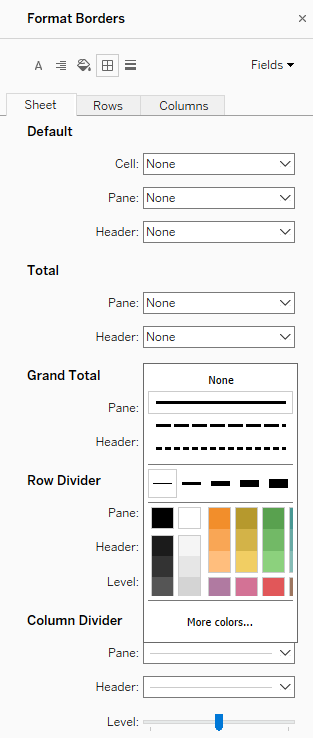 Format Borders
A
Fields
Sheet Rows Columns
Default
Cell: None
Pane: None
Header: None
Total
Pane: None
Header: None
Grand Total
None
Pane:
Header:
Row Divider
Pane:
Header:
Level:
Column Divider
More colors...
Pane:
Header:
Level: